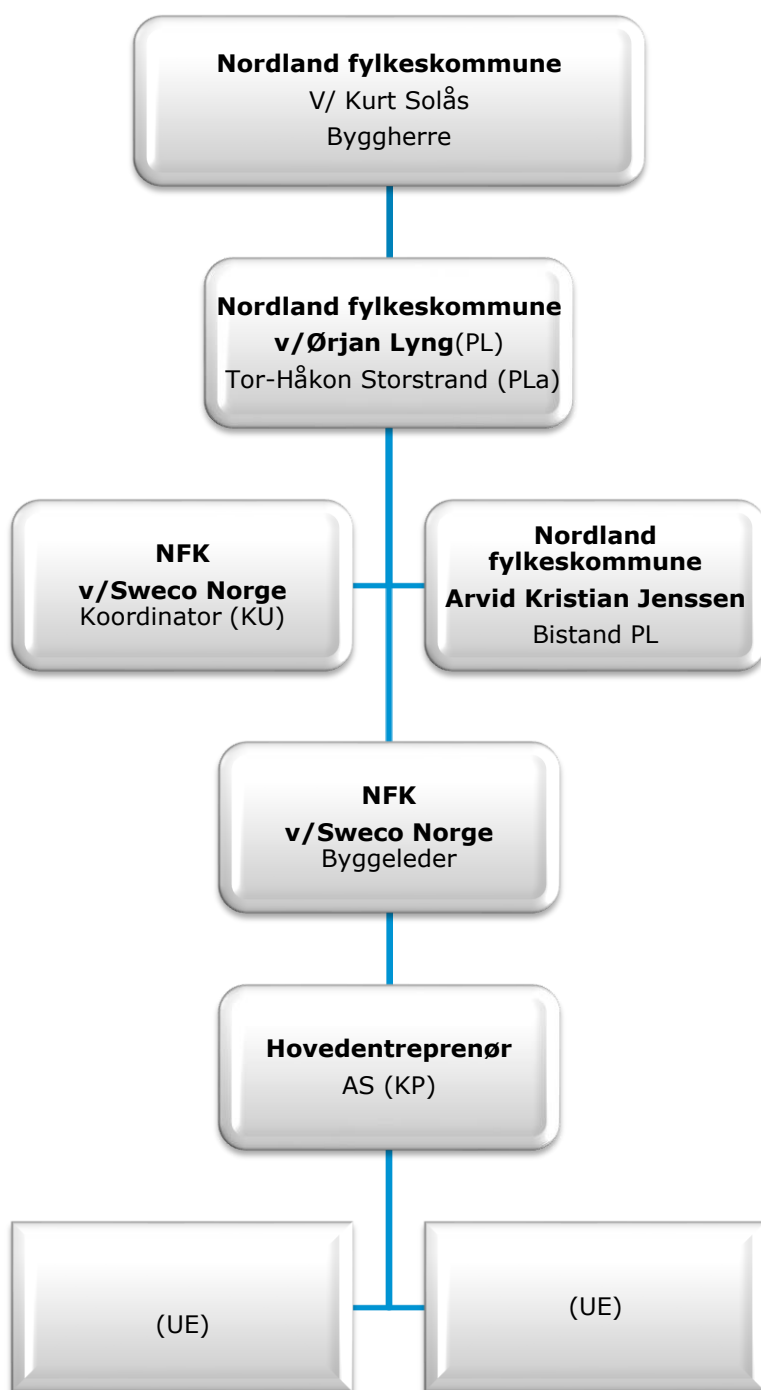 Nordland fylkeskommune
V/ Kurt Solås
Byggherre
Nordland fylkeskommune
v/Ørjan Lyng(PL)
Tor-Håkon Storstrand (PLa)
NFK
v/Sweco Norge
Koordinator (KU)
Nordland
fylkeskommune
Arvid Kristian Jenssen
Bistand PL
NFK
v/Sweco Norge
Byggeleder
Hovedentreprenør
AS (KP)
(UE)
(UE)